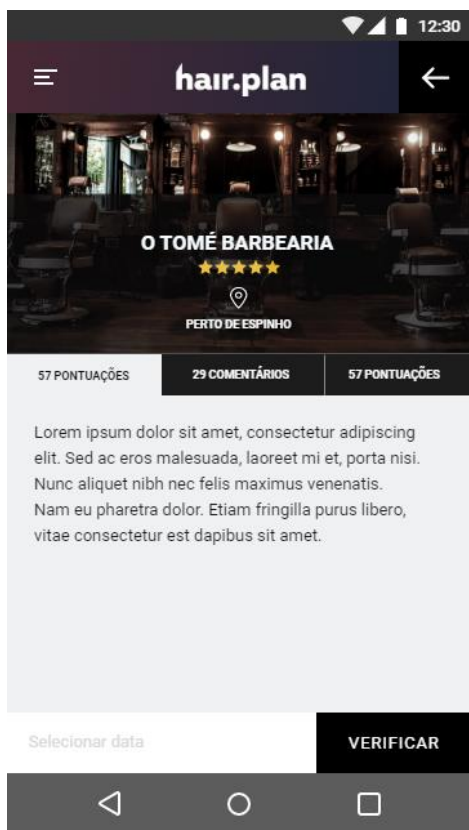 12:30
hair.plan
O TOMÉ BARBEARIA
PERTO DE ESPINHO
57 PONTUAÇÕES
29 COMENTÁRIOS
57 PONTUAÇÕES
Lorem ipsum dolor sit amet, consectetur adipiscing
elit. Sed ac eros malesuada, laoreet mi et, porta nisi.
Nunc aliquet nibh nec felis maximus venenatis.
Nam eu pharetra dolor. Etiam fringilla purus libero,
vitae consectetur est dapibus sit amet.
Selecionar data
VERIFICAR